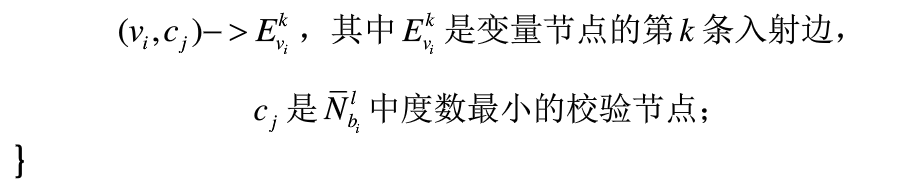 (v_i,c_j)->E_{v_i}^k，其中 E_{v_i}^k 是变量节点的第 k 条入射边，
c_j 是 \overline{N}_{b_i}^l 中度数最小的校验节点；
}